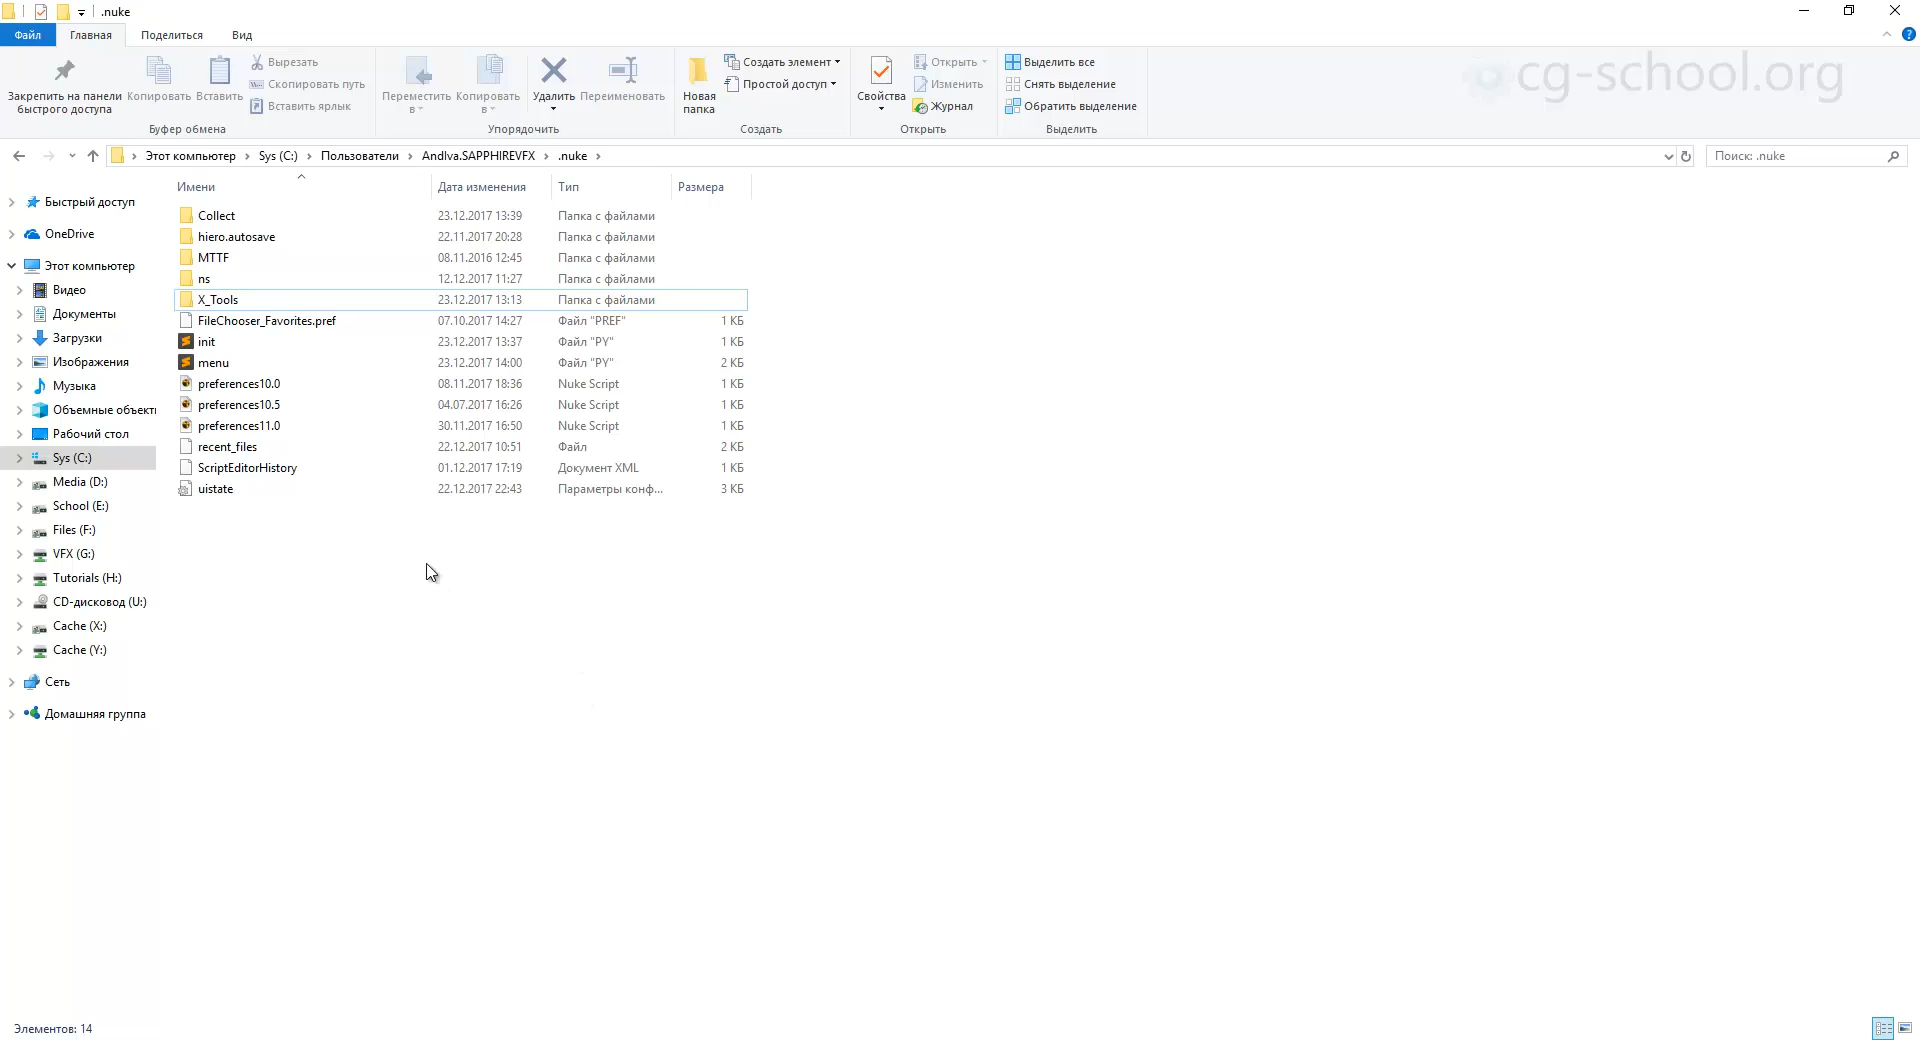 .nuke
Файл Главная Поделиться Вид
Закрепить на панели быстрого доступа
Копировать
Вставить
Вырезать
Скопировать путь
Вставить ярлык
Буфер обмена
Переместить в
Копировать в
Удалить
Переименовать
Упорядочить
Новая папка
Создать элемент
Простой доступ
Создать
Свойства
Открыть
Изменить
Журнал
Открыть
Выделить все
Снять выделение
Обратить выделение
Выделить
cg-school.org
Этот компьютер Sys (C:) Пользователи AndIva.SAPPHIREVFX .nuke
Поиск: .nuke
Быстрый доступ
OneDrive
Этот компьютер
Видео
Документы
Загрузки
Изображения
Музыка
Объемные объекты
Рабочий стол
Sys (C:)
Media (D:)
School (E:)
Files (F:)
VFX (G:)
Tutorials (H:)
CD-дисковод (U:)
Cache (X:)
Cache (Y:)
Сеть
Домашняя группа
Имени Дата изменения Тип Размера
Collect 23.12.2017 13:39 Папка с файлами
hiero.autosave 22.11.2017 20:28 Папка с файлами
MTTF 08.11.2016 12:45 Папка с файлами
ns 12.12.2017 11:27 Папка с файлами
X_Tools 23.12.2017 13:13 Папка с файлами
FileChooser_Favorites.pref 07.10.2017 14:27 Файл "PREF" 1 КБ
init 23.12.2017 13:37 Файл "PY" 1 КБ
menu 23.12.2017 14:00 Файл "PY" 2 КБ
preferences10.0 08.11.2017 18:36 Nuke Script 1 КБ
preferences10.5 04.07.2017 16:26 Nuke Script 1 КБ
preferences11.0 30.11.2017 16:50 Nuke Script 1 КБ
recent_files 22.12.2017 10:51 Файл 2 КБ
ScriptEditorHistory 01.12.2017 17:19 Документ XML 1 КБ
uistate 22.12.2017 22:43 Параметры конф... 3 КБ
Элементов: 14